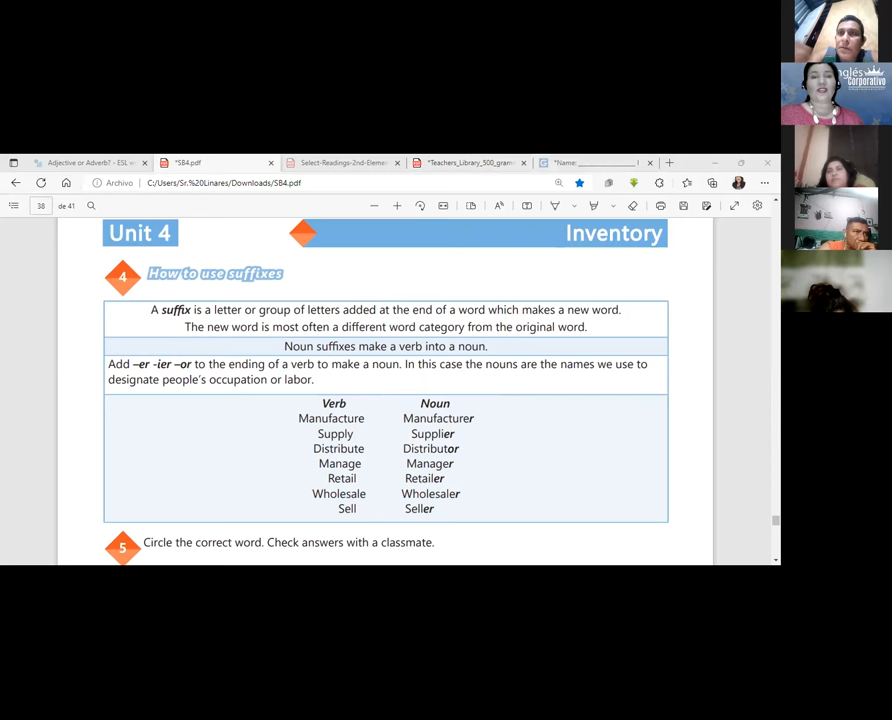 Adjective or Adverb? - ESL w
*SB4.pdf
Select-Readings-2nd-Elemen
*Teachers_Library_500_gram
*Name: ____________ I
Archivo
C:/Users/Sr.%20Linares/Downloads/SB4.pdf
38 de 41
Unit 4
Inventory
4 How to use suffixes
A suffix is a letter or group of letters added at the end of a word which makes a new word.
The new word is most often a different word category from the original word.
Noun suffixes make a verb into a noun.
Add –er -ier –or to the ending of a verb to make a noun. In this case the nouns are the names we use to
designate people's occupation or labor.
Verb Noun
Manufacture Manufacturer
Supply Supplier
Distribute Distributor
Manage Manager
Retail Retailer
Wholesale Wholesaler
Sell Seller
5 Circle the correct word. Check answers with a classmate.
nglés
Corporativo